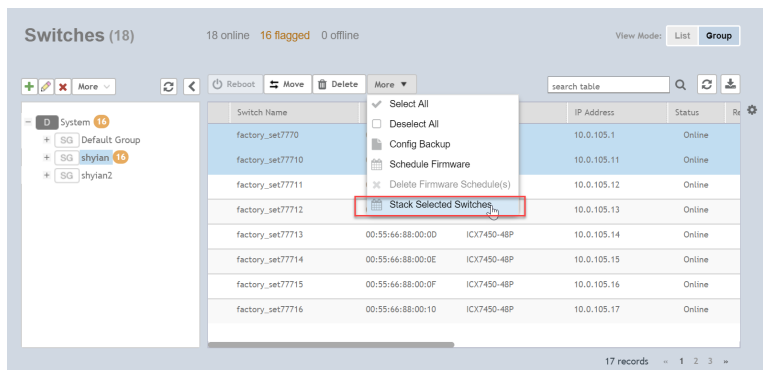 Switches (18)
18 online 16 flagged 0 offline
View Mode: List Group
More
Reboot Move Delete More ▼
search table
Switch Name IP Address Status Re
D System 16
SG Default Group
SG shyian 16
SG shyian2
Select All
Deselect All
Config Backup
Schedule Firmware
Delete Firmware Schedule(s)
Stack Selected Switches
factory_set7770 10.0.105.1 Online
factory_set77710 10.0.105.11 Online
factory_set77711 10.0.105.12 Online
factory_set77712 10.0.105.13 Online
factory_set77713 00:55:66:88:00:0D ICX7450-48P 10.0.105.14 Online
factory_set77714 00:55:66:88:00:0E ICX7450-48P 10.0.105.15 Online
factory_set77715 00:55:66:88:00:0F ICX7450-48P 10.0.105.16 Online
factory_set77716 00:55:66:88:00:10 ICX7450-48P 10.0.105.17 Online
17 records « 1 2 3 »